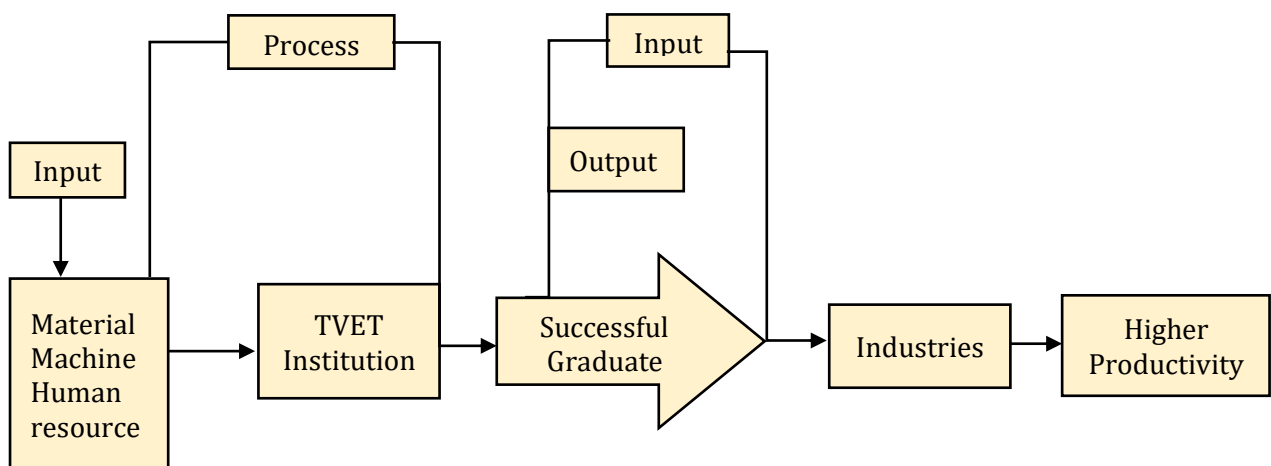 Process
Input
Input
Output
Material
Machine
Human
resource
TVET
Institution
Successful
Graduate
Industries
Higher
Productivity